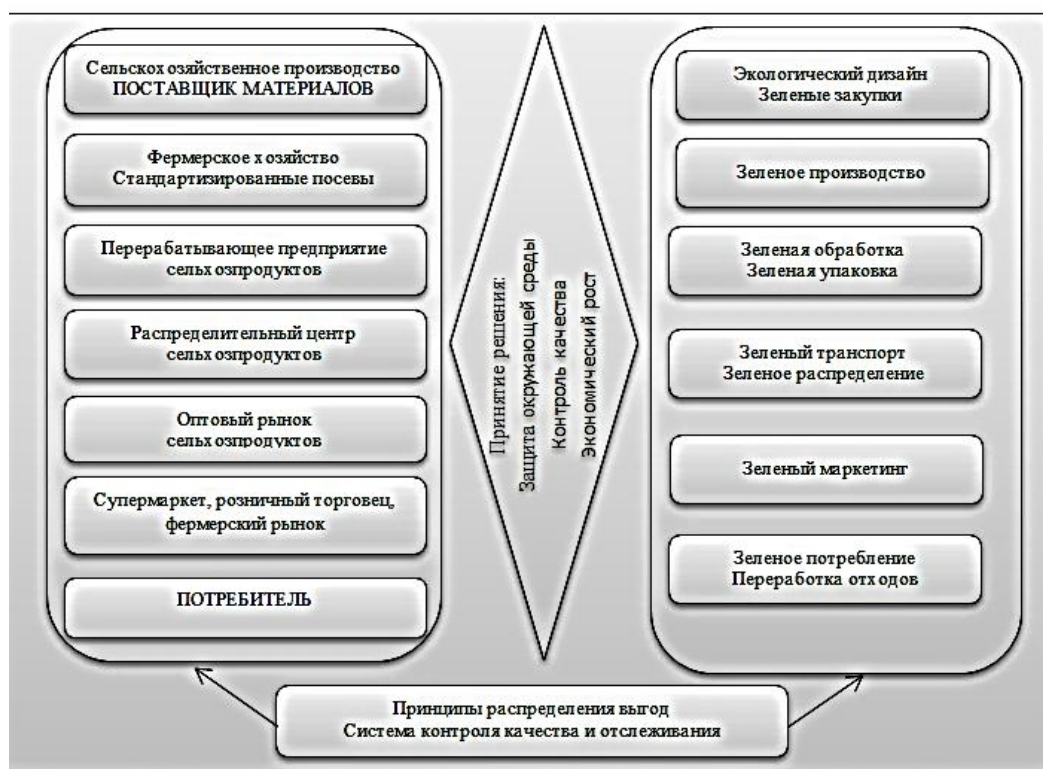 Сельскохозяйственное производство
ПОСТАВЩИК МАТЕРИАЛОВ
Фермерское хозяйство
Стандартизированные посевы
Перерабатывающее предприятие
сельхозпродуктов
Распределительный центр
сельхозпродуктов
Оптовый рынок
сельхозпродуктов
Супермаркет, розничный торговец,
фермерский рынок
ПОТРЕБИТЕЛЬ
Принятие решения:
Защита окружающей среды
Контроль качества
Экономический рост
Экологический дизайн
Зеленые закупки
Зеленое производство
Зеленая обработка
Зеленая упаковка
Зеленый транспорт
Зеленое распределение
Зеленый маркетинг
Зеленое потребление
Переработка отходов
Принципы распределения выгод
Система контроля качества и отслеживания